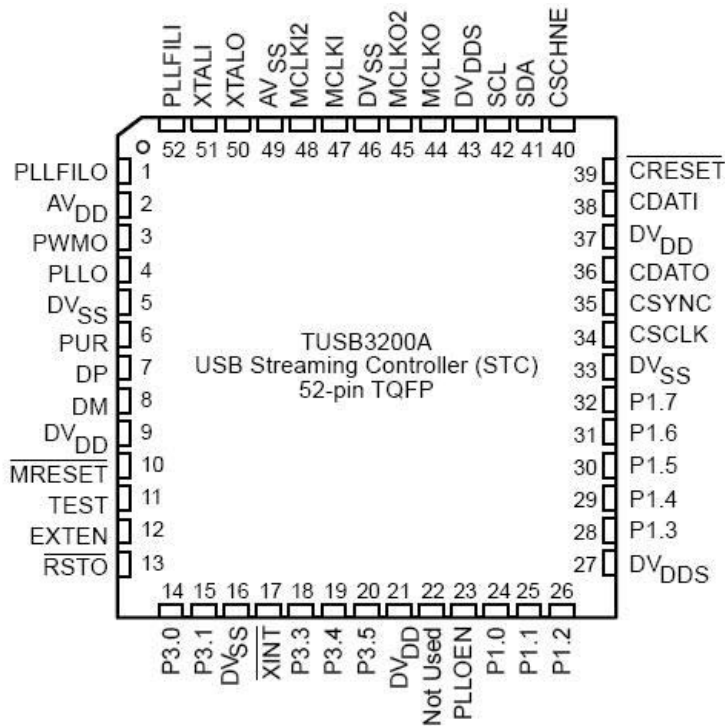 PLLFILI
XTALI
XTALO
AVSS
MCLKI2
MCLKI
DVSS
MCLKO2
MCLKO
DVDDS
SCL
SDA
CSCHNE
52 51 50 49 48 47 46 45 44 43 42 41 40
PLLFILO 1
AVDD 2
PWMO 3
PLLO 4
DVSS 5
PUR 6
DP 7
DM 8
DVDD 9
MRESET 10
TEST 11
EXTEN 12
RSTO 13
TUSB3200A
USB Streaming Controller (STC)
52-pin TQFP
39 CRESET
38 CDATI
37 DVDD
36 CDATO
35 CSYNC
34 CSCLK
33 DVSS
32 P1.7
31 P1.6
30 P1.5
29 P1.4
28 P1.3
27 DVDDS
14 15 16 17 18 19 20 21 22 23 24 25 26
P3.0
P3.1
DVSS
XINT
P3.3
P3.4
P3.5
DVDD
Not Used
PLLOEN
P1.0
P1.1
P1.2